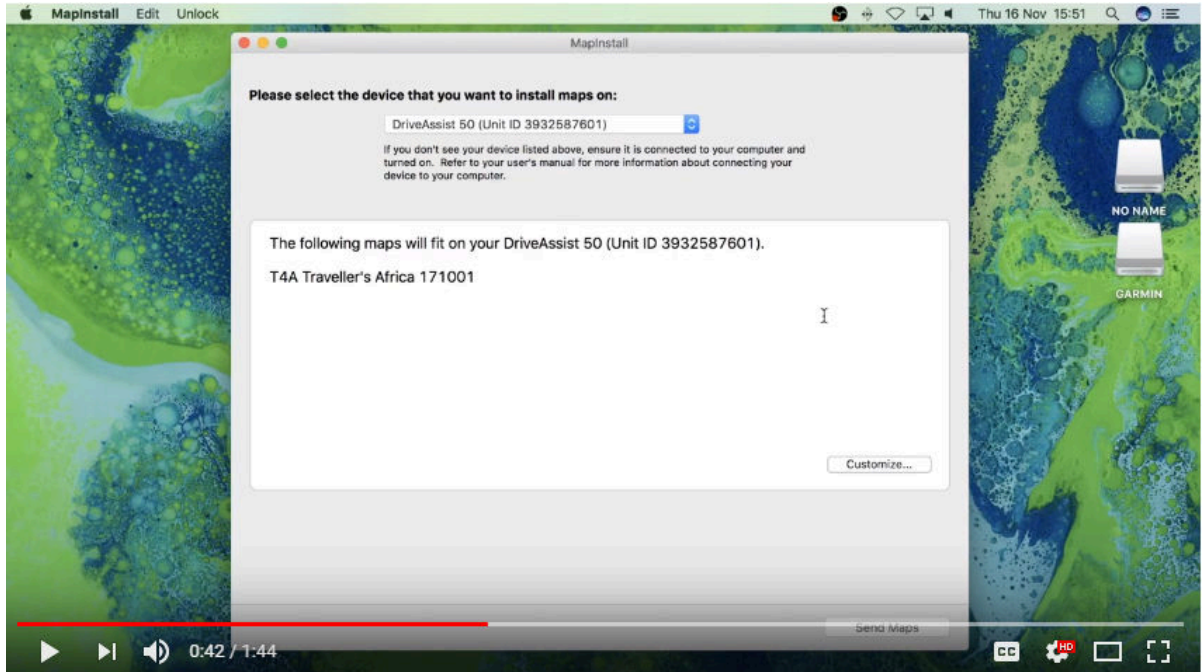 MapInstall Edit Unlock Thu 16 Nov 15:51
MapInstall
Please select the device that you want to install maps on:
DriveAssist 50 (Unit ID 3932587601)
If you don't see your device listed above, ensure it is connected to your computer and
turned on. Refer to your user's manual for more information about connecting your
device to your computer.
NO NAME
The following maps will fit on your DriveAssist 50 (Unit ID 3932587601).
T4A Traveller's Africa 171001
GARMIN
Customize...
Send Maps
0:42 / 1:44
CC
HD